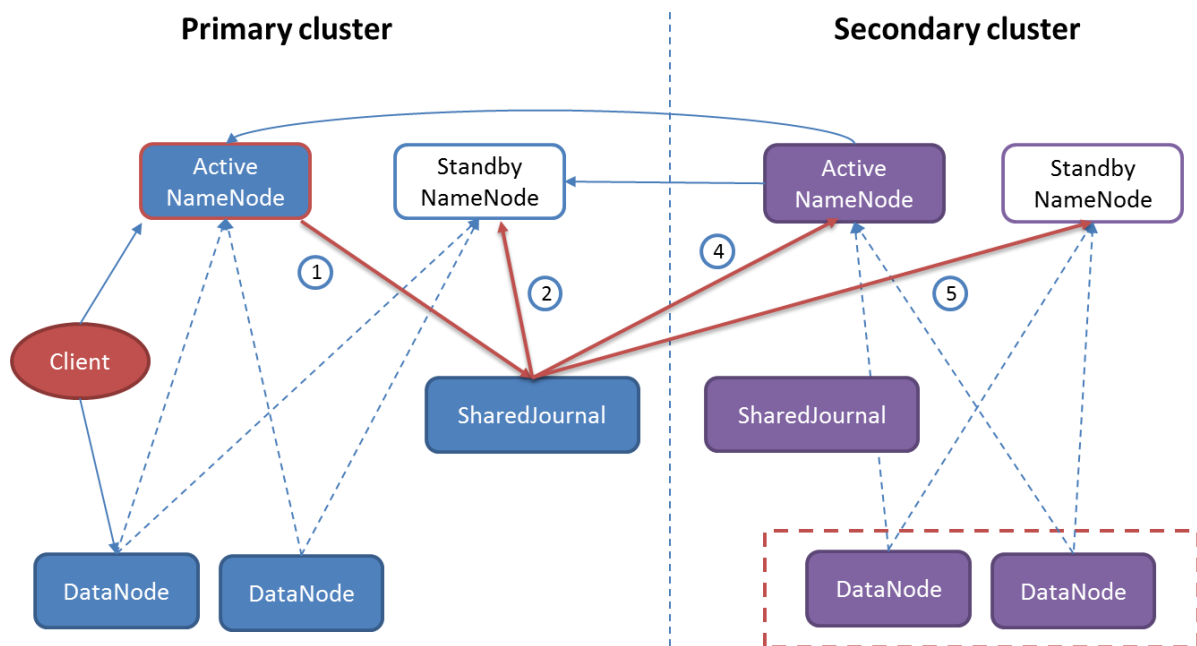 Primary cluster
Secondary cluster
Active
NameNode
Standby
NameNode
Active
NameNode
Standby
NameNode
1
2
4
5
Client
SharedJournal
SharedJournal
DataNode
DataNode
DataNode
DataNode